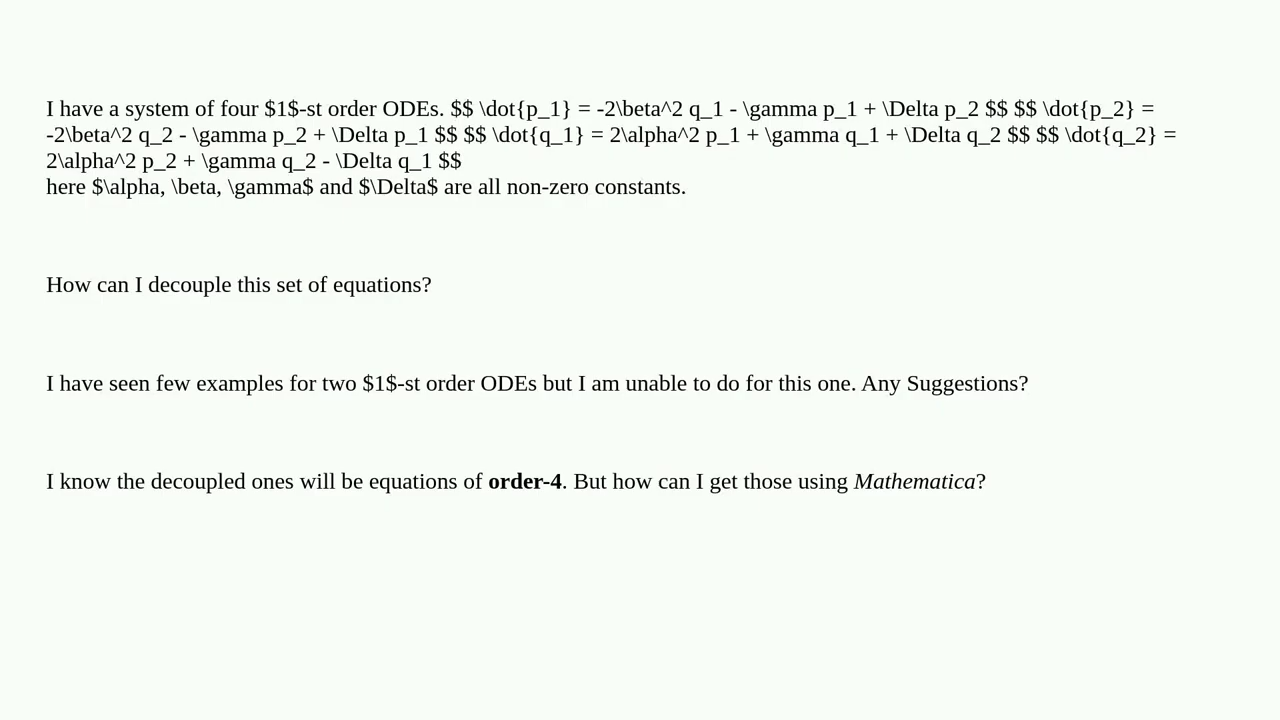 I have a system of four $1$-st order ODEs. $$ \dot{p_1} = -2\beta^2 q_1 - \gamma p_1 + \Delta p_2 $$ $$ \dot{p_2} =
-2\beta^2 q_2 - \gamma p_2 + \Delta p_1 $$ $$ \dot{q_1} = 2\alpha^2 p_1 + \gamma q_1 + \Delta q_2 $$ $$ \dot{q_2} =
2\alpha^2 p_2 + \gamma q_2 - \Delta q_1 $$
here $\alpha, \beta, \gamma$ and $\Delta$ are all non-zero constants.
How can I decouple this set of equations?
I have seen few examples for two $1$-st order ODEs but I am unable to do for this one. Any Suggestions?
I know the decoupled ones will be equations of order-4. But how can I get those using Mathematica?